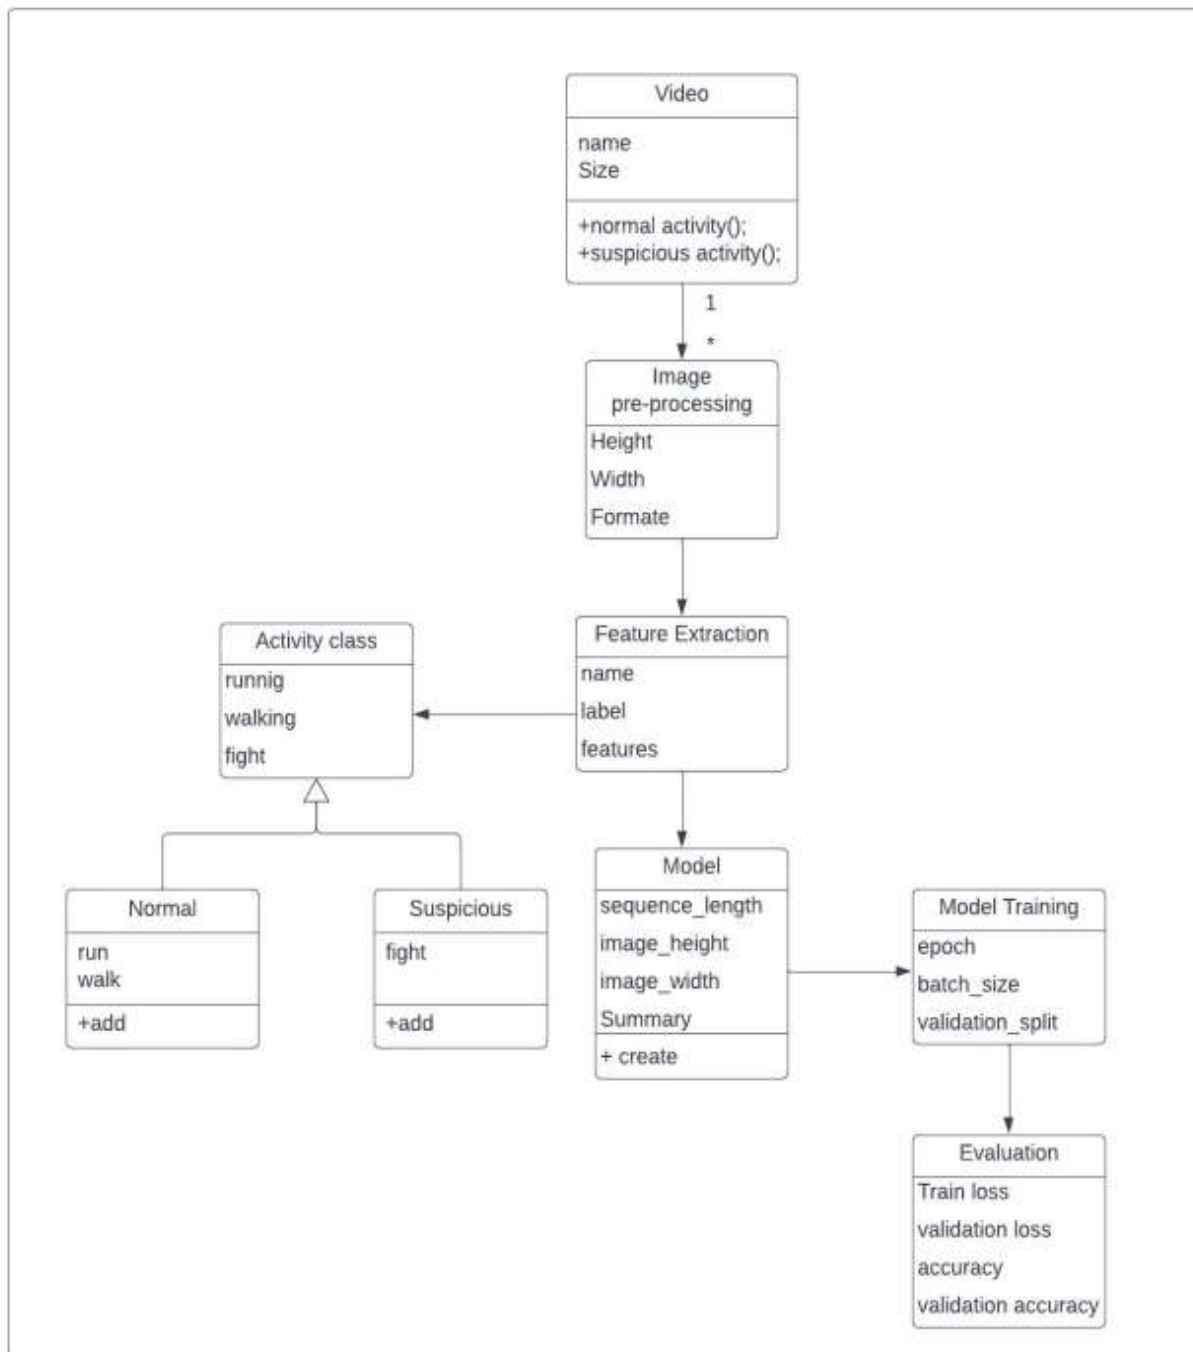 Video
name
Size
+normal activity();
+suspicious activity();
1
*
Image
pre-processing
Height
Width
Formate
Feature Extraction
name
label
features
Activity class
runnig
walking
fight
Normal
run
walk
+add
Suspicious
fight
+add
Model
sequence_length
image_height
image_width
Summary
+ create
Model Training
epoch
batch_size
validation_split
Evaluation
Train loss
validation loss
accuracy
validation accuracy